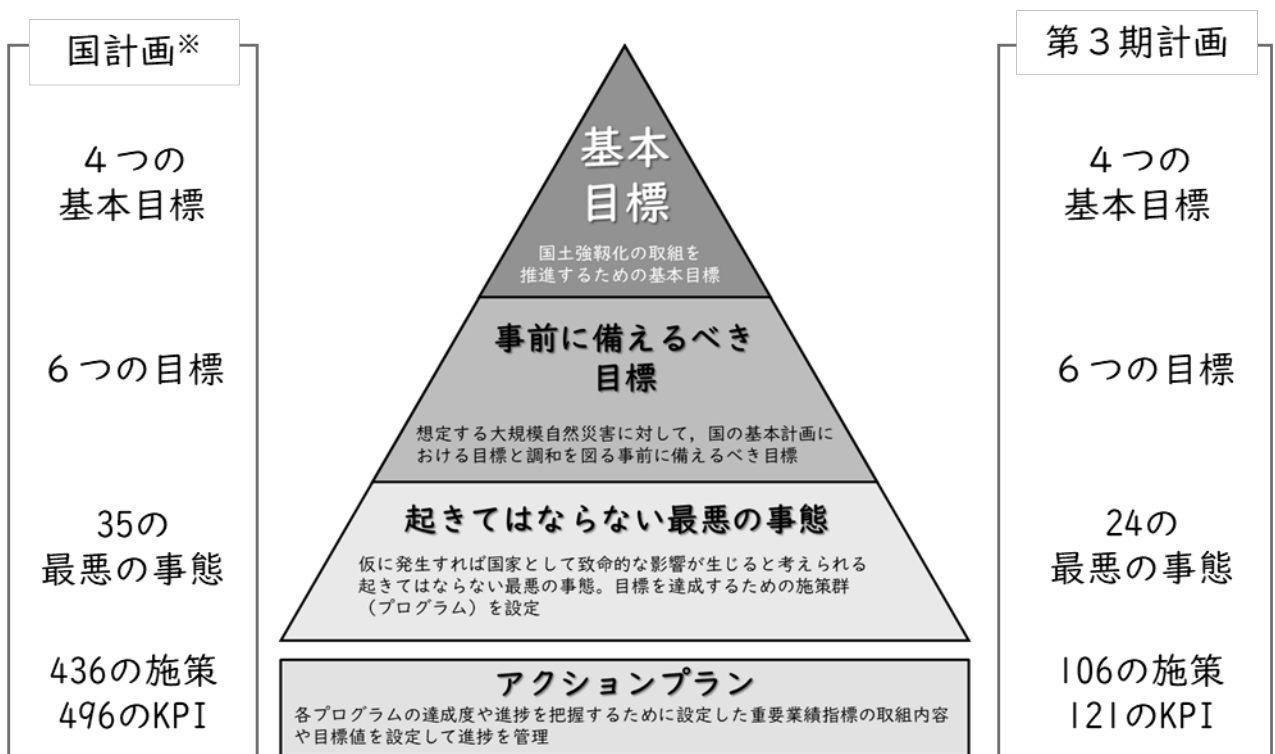 国計画※
4つの
基本目標
6つの目標
35の
最悪の事態
436の施策
496のKPI
基本
目標
国土強靱化の取組を
推進するための基本目標
事前に備えるべき
目標
想定する大規模自然災害に対して，国の基本計画に
おける目標と調和を図る事前に備えるべき目標
起きてはならない最悪の事態
仮に発生すれば国家として致命的な影響が生じると考えられる
起きてはならない最悪の事態。目標を達成するための施策群
（プログラム）を設定
アクションプラン
各プログラムの達成度や進捗を把握するために設定した重要業績指標の取組内容
や目標値を設定して進捗を管理
第３期計画
4つの
基本目標
6つの目標
24の
最悪の事態
106の施策
121のKPI